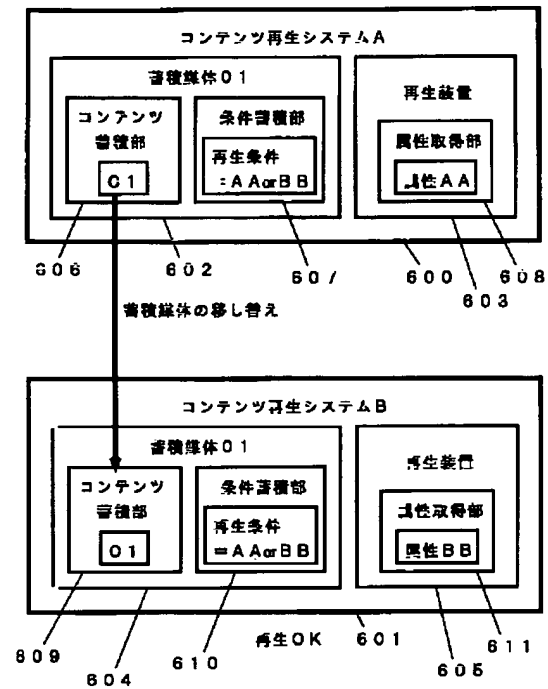 コンテンツ再生システムA
蓄積媒体01
コンテンツ
蓄積部
C1
条件蓄積部
再生条件
=AAorBB
再生装置
属性取得部
属性AA
606
602
607
600
608
603
蓄積媒体の移し替え
コンテンツ再生システムB
蓄積媒体01
コンテンツ
蓄積部
01
条件蓄積部
再生条件
=AAorBB
再生装置
属性取得部
属性BB
再生OK
601
611
609
604
610
605